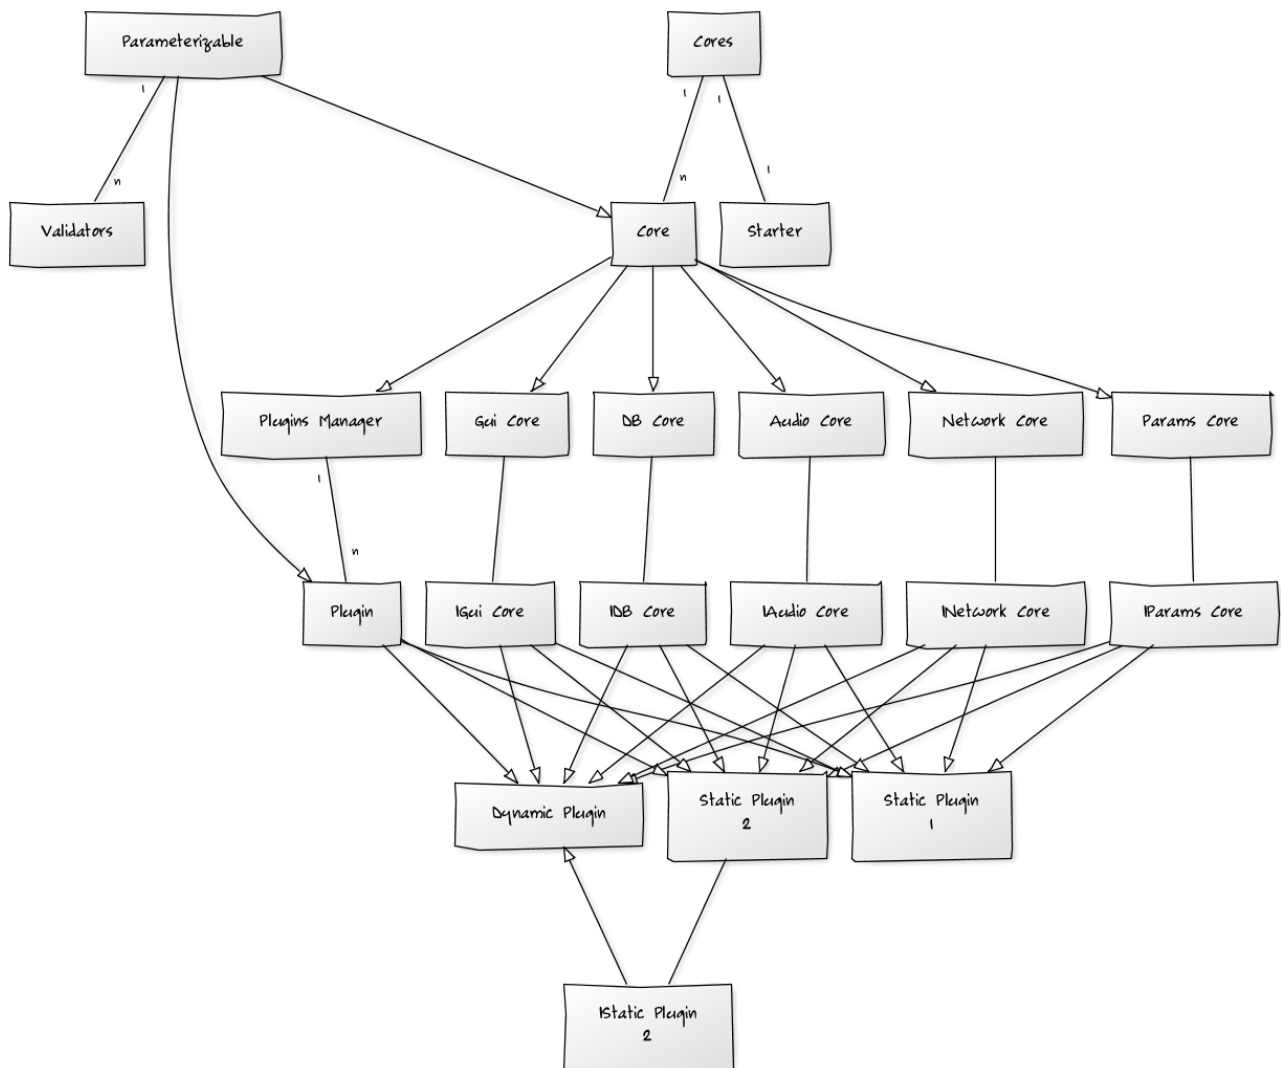 Parameterizable
Cores
1
1
1
1
n
n
Validators
Core
Starter
Plugins Manager
Gui Core
DB Core
Audio Core
Network Core
Params Core
1
n
Plugin
IGui Core
IDB Core
IAudio Core
INetwork Core
IParams Core
Dynamic Plugin
Static Plugin
2
Static Plugin
1
IStatic Plugin
2